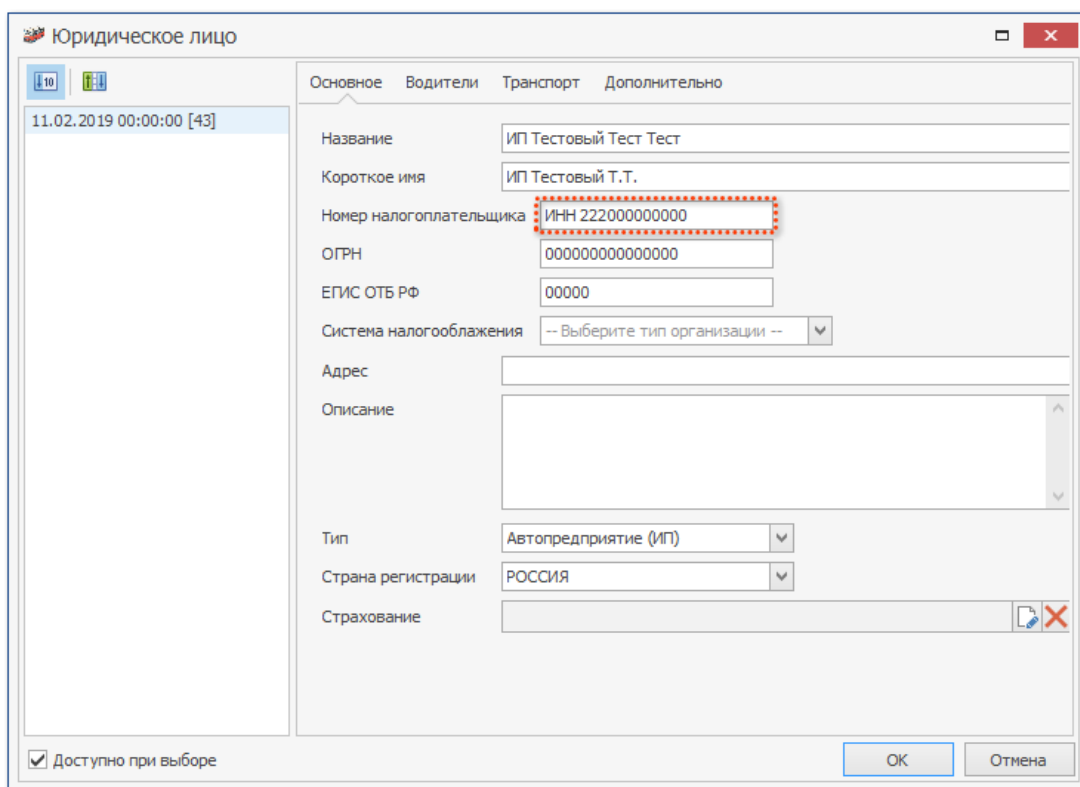 Юридическое лицо
10
Основное Водители Транспорт Дополнительно
11.02.2019 00:00:00 [43]
Название ИП Тестовый Тест Тест
Короткое имя ИП Тестовый Т.Т.
Номер налогоплательщика ИНН 222000000000
ОГРН 000000000000000
ЕГИС ОТБ РФ 00000
Система налогооблажения -- Выберите тип организации --
Адрес
Описание
Тип Автопредприятие (ИП)
Страна регистрации РОССИЯ
Страхование
Доступно при выборе OK Отмена